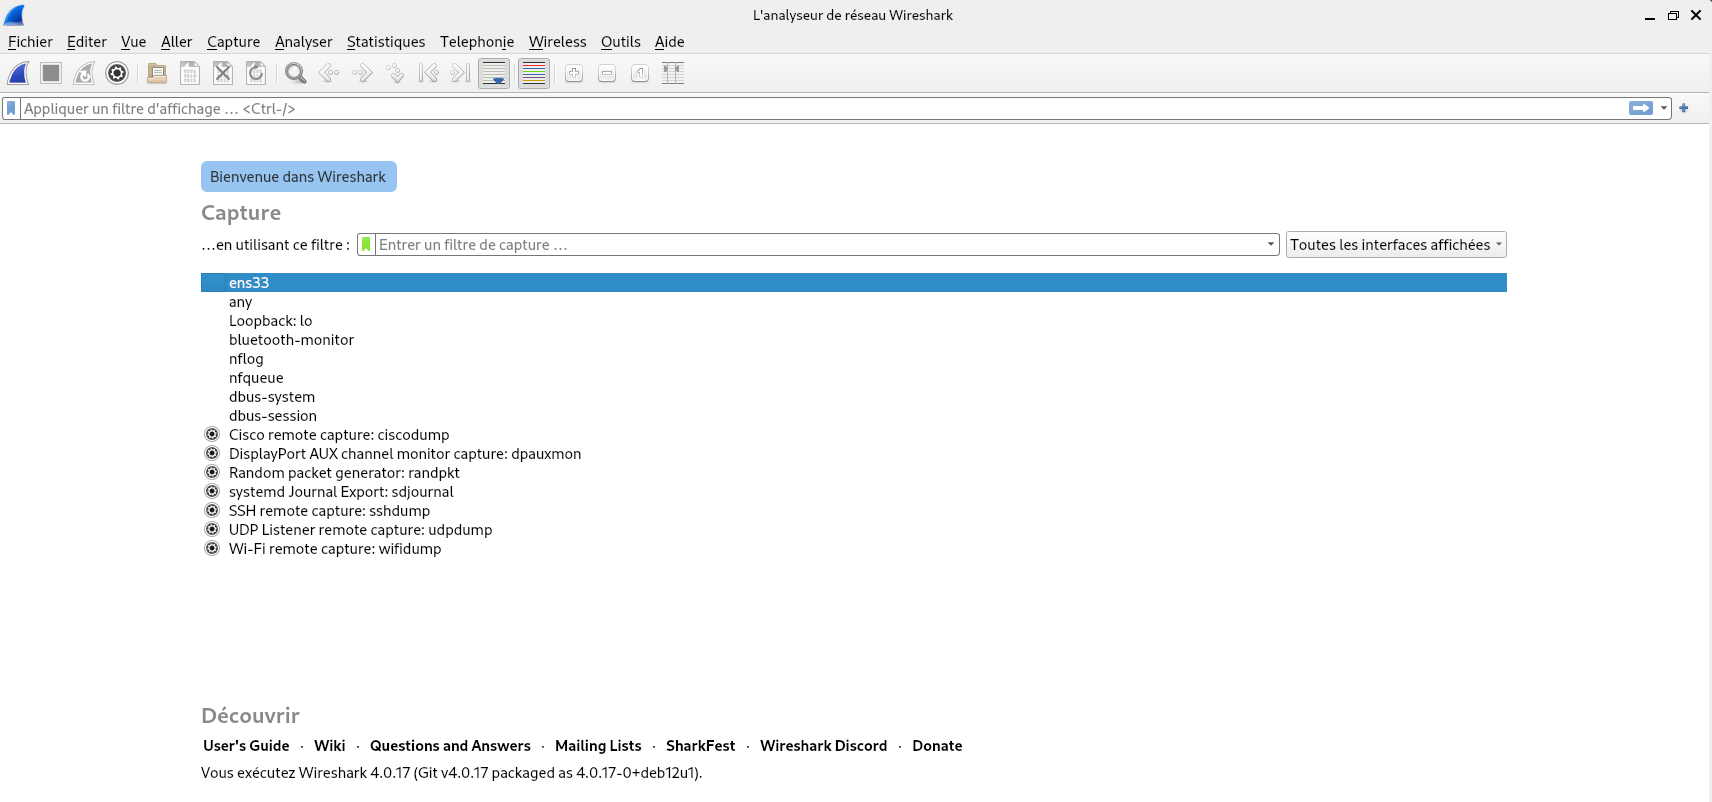 L'analyseur de réseau Wireshark
Fichier Editer Vue Aller Capture Analyser Statistiques Telephonie Wireless Outils Aide
Appliquer un filtre d'affichage … <Ctrl-/>
Bienvenue dans Wireshark
Capture
…en utilisant ce filtre : Entrer un filtre de capture … Toutes les interfaces affichées
ens33
any
Loopback: lo
bluetooth-monitor
nflog
nfqueue
dbus-system
dbus-session
Cisco remote capture: ciscodump
DisplayPort AUX channel monitor capture: dpauxmon
Random packet generator: randpkt
systemd Journal Export: sdjournal
SSH remote capture: sshdump
UDP Listener remote capture: udpdump
Wi-Fi remote capture: wifidump
Découvrir
User's Guide · Wiki · Questions and Answers · Mailing Lists · SharkFest · Wireshark Discord · Donate
Vous exécutez Wireshark 4.0.17 (Git v4.0.17 packaged as 4.0.17-0+deb12u1).